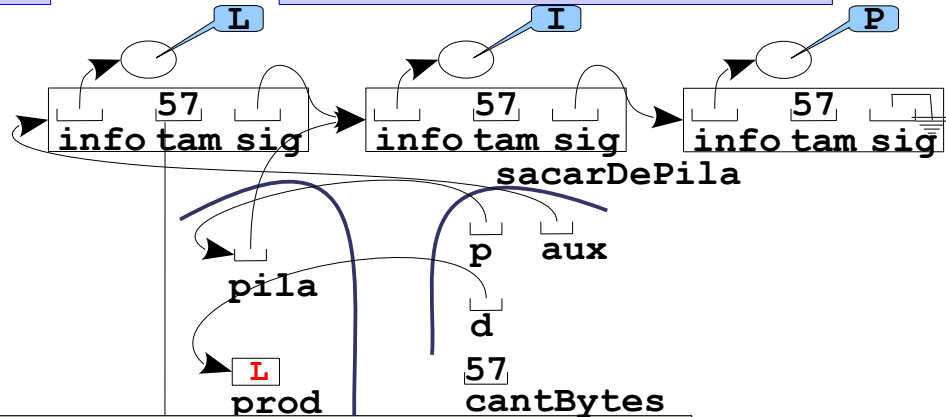 L I P
57 57 57
info tam sig info tam sig info tam sig
sacarDePila
p aux
pila
d
L 57
prod cantBytes